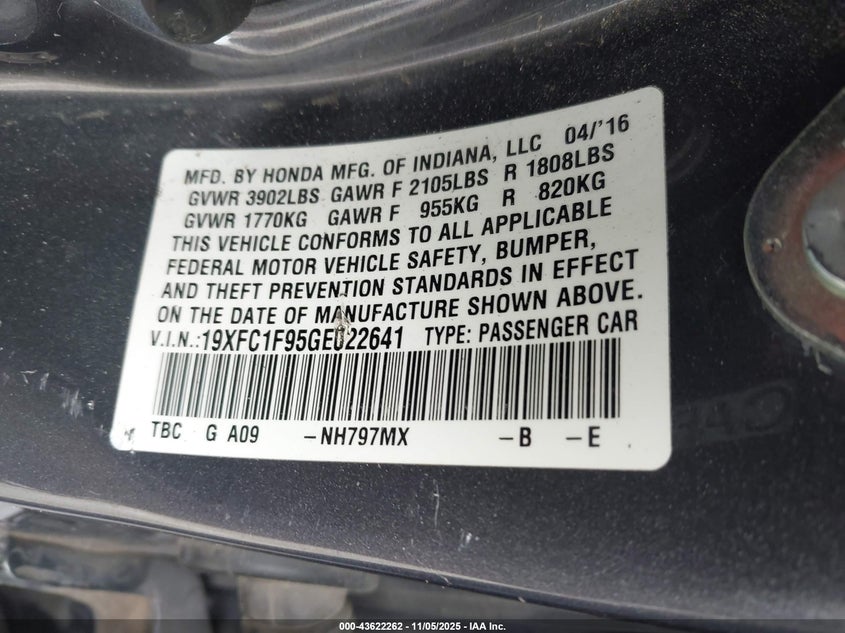 MFD. BY HONDA MFG. OF INDIANA, LLC 04/'16
GVWR 3902LBS GAWR F 2105LBS R 1808LBS
GVWR 1770KG GAWR F 955KG R 820KG
THIS VEHICLE CONFORMS TO ALL APPLICABLE
FEDERAL MOTOR VEHICLE SAFETY, BUMPER,
AND THEFT PREVENTION STANDARDS IN EFFECT
ON THE DATE OF MANUFACTURE SHOWN ABOVE.
V.I.N.:19XFC1F95GE022641 TYPE: PASSENGER CAR
TBC G A09 -NH797MX -B -E
000-43622262 - 11/05/2025 - IAA Inc.